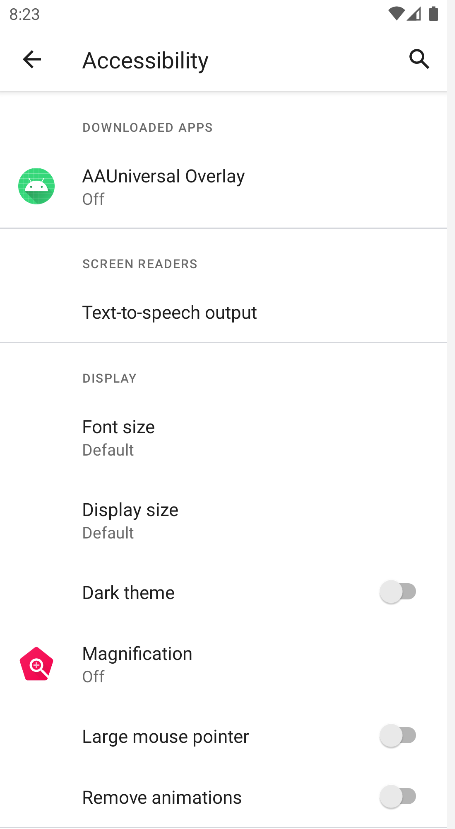 8:23
Accessibility
DOWNLOADED APPS
AAUniversal Overlay
Off
SCREEN READERS
Text-to-speech output
DISPLAY
Font size
Default
Display size
Default
Dark theme
Magnification
Off
Large mouse pointer
Remove animations